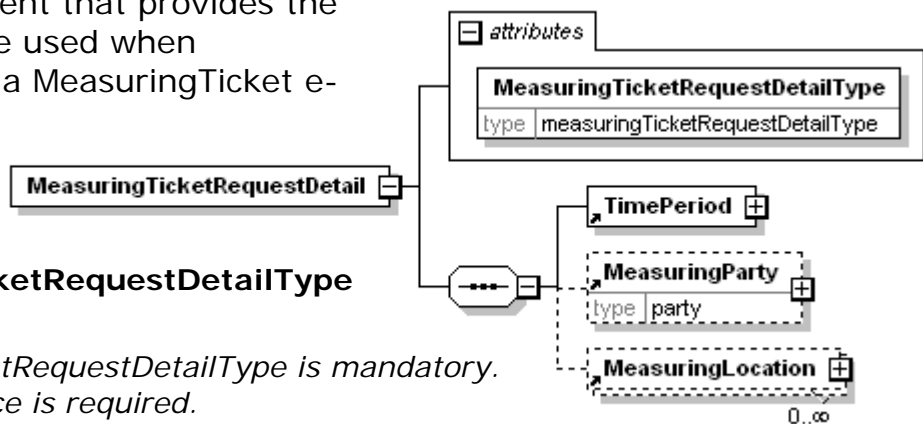 ent that provides the
e used when
a MeasuringTicket e-
attributes
MeasuringTicketRequestDetailType
type measuringTicketRequestDetailType
MeasuringTicketRequestDetail
TimePeriod
MeasuringParty
type party
MeasuringLocation
0..∞
ketRequestDetailType
tRequestDetailType is mandatory.
ce is required.